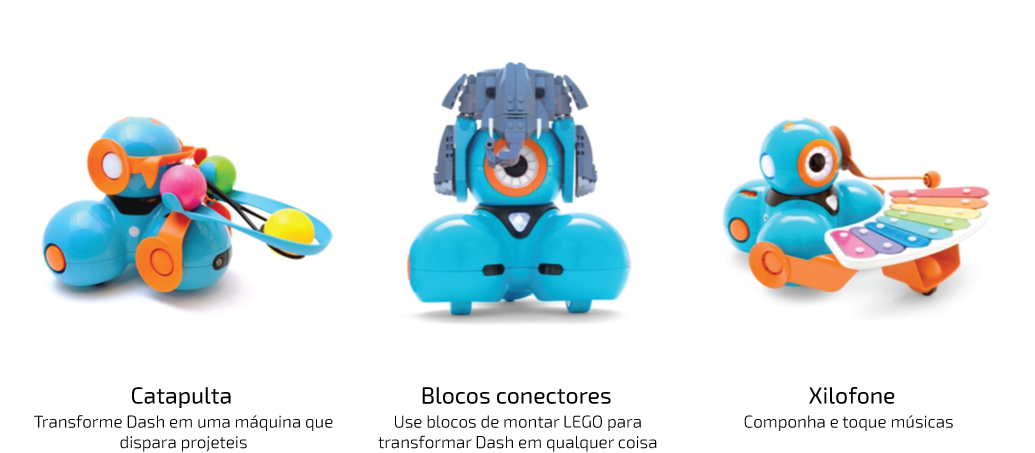 Catapulta
Transforme Dash em uma máquina que
dispara projeteis
Blocos conectores
Use blocos de montar LEGO para
transformar Dash em qualquer coisa
Xilofone
Componha e toque músicas